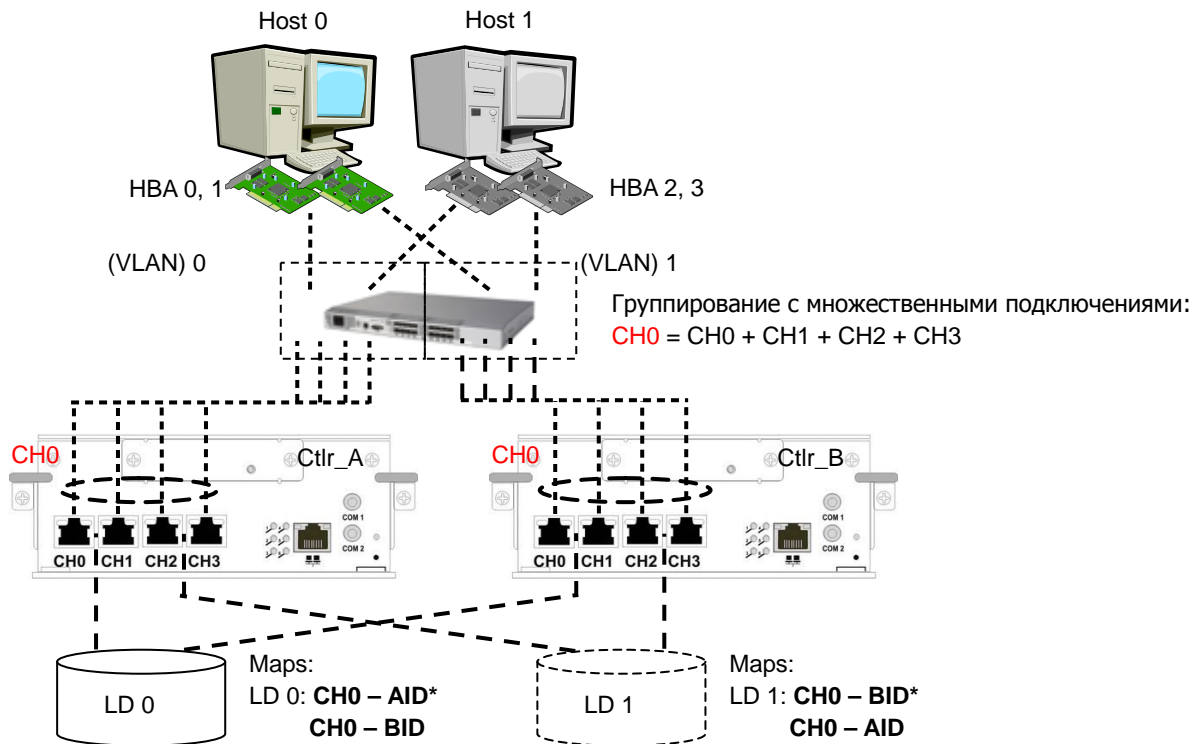 Host 0
Host 1
HBA 0, 1
HBA 2, 3
(VLAN) 0
(VLAN) 1
Группирование с множественными подключениями:
CH0 = CH0 + CH1 + CH2 + CH3
CH0
Ctlr_A
CH0
Ctlr_B
COM 1
COM 2
CH0 CH1 CH2 CH3
COM 1
COM 2
CH0 CH1 CH2 CH3
LD 0
Maps:
LD 0: CH0 – AID*
CH0 – BID
LD 1
Maps:
LD 1: CH0 – BID*
CH0 – AID